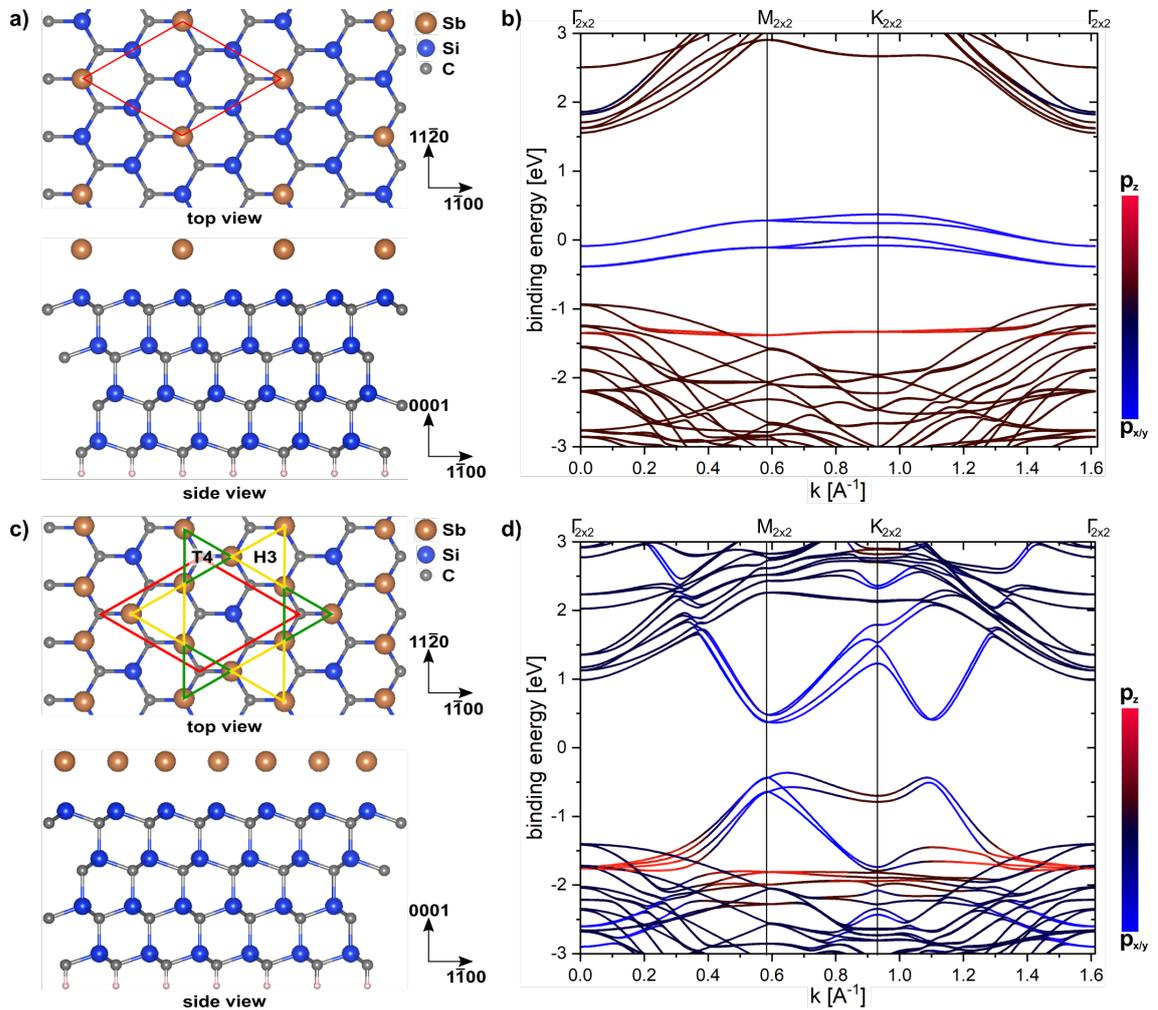 a)
Sb
Si
C
112̅0
11̅00
top view
0001
11̅00
side view
b)
Γ̅2x2
M2x2
K2x2
Γ̅2x2
binding energy [eV]
3
2
1
0
-1
-2
-3
0.0 0.2 0.4 0.6 0.8 1.0 1.2 1.4 1.6
k [A-1]
pz
px/y
c)
T4 H3
Sb
Si
C
112̅0
11̅00
top view
0001
11̅00
side view
d)
Γ̅2x2
M2x2
K2x2
Γ̅2x2
binding energy [eV]
3
2
1
0
-1
-2
-3
0.0 0.2 0.4 0.6 0.8 1.0 1.2 1.4 1.6
k [A-1]
pz
px/y